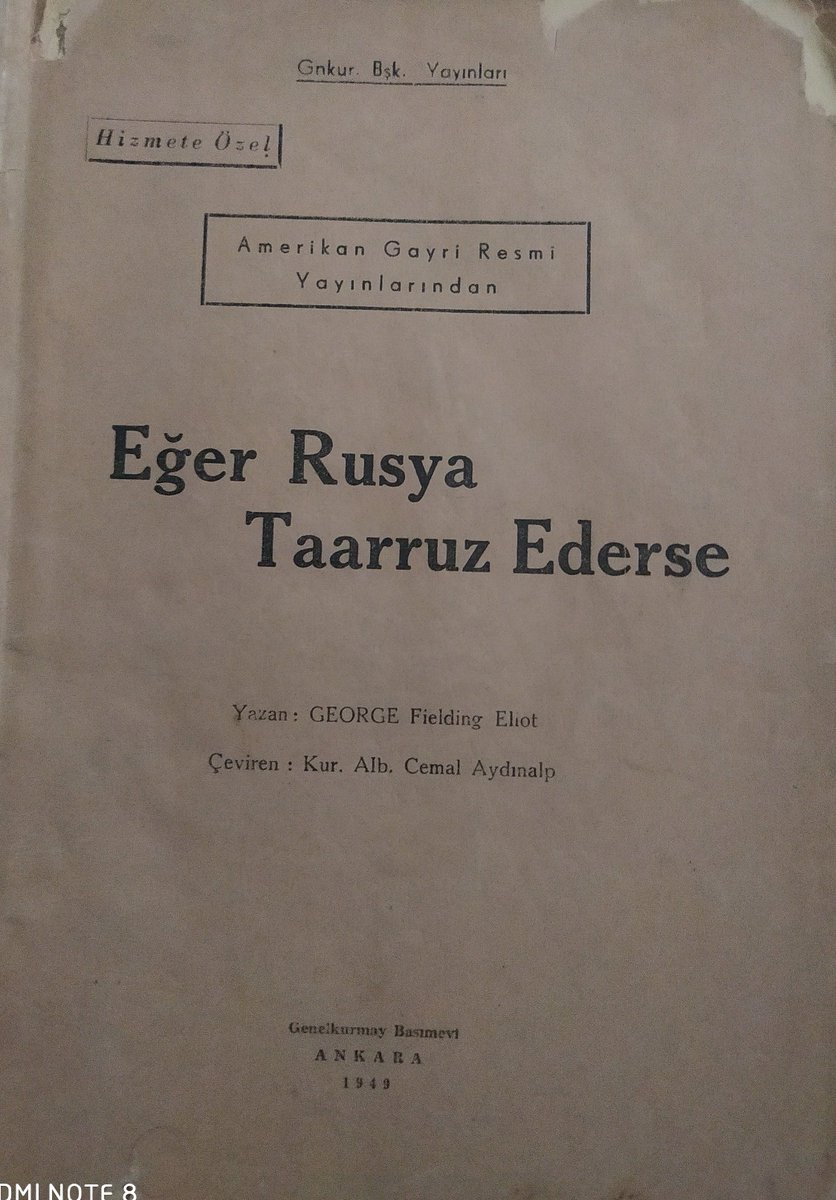 Gnkur. Bşk. Yayınları
Hizmete Özel
Amerikan Gayri Resmi
Yayınlarından
Eğer Rusya
Taarruz Ederse
Yazan : GEORGE Fielding Eliot
Çeviren : Kur. Alb. Cemal Aydınalp
Genelkurmay Basımevi
ANKARA
1949
DMI NOTE 8